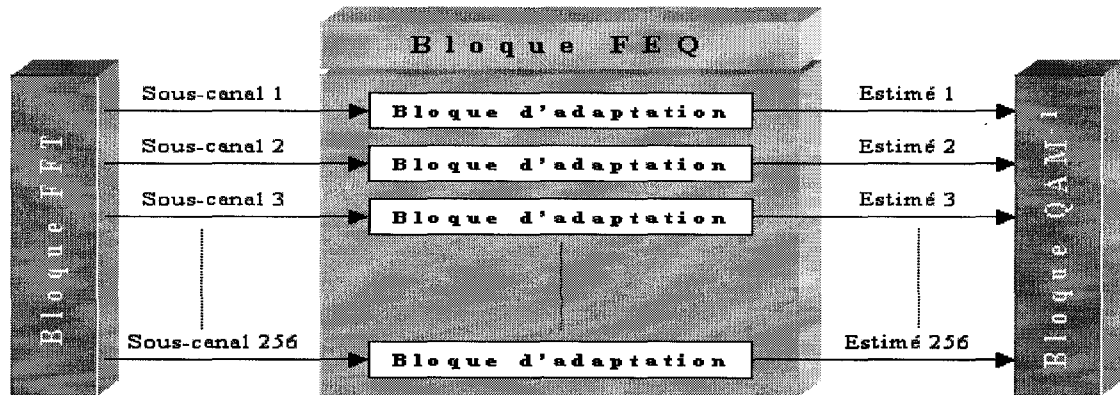 Bloque FEQ
Bloque FFT
Sous-canal 1
Bloque d'adaptation
Estimé 1
Sous-canal 2
Bloque d'adaptation
Estimé 2
Sous-canal 3
Bloque d'adaptation
Estimé 3
Sous-canal 256
Bloque d'adaptation
Estimé 256
Bloque QAM-1